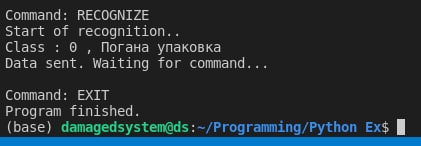 Command: RECOGNIZE
Start of recognition..
Class : 0 , Погана упаковка
Data sent. Waiting for command...
Command: EXIT
Program finished.
(base) damagedsystem@ds:~/Programming/Python Ex$